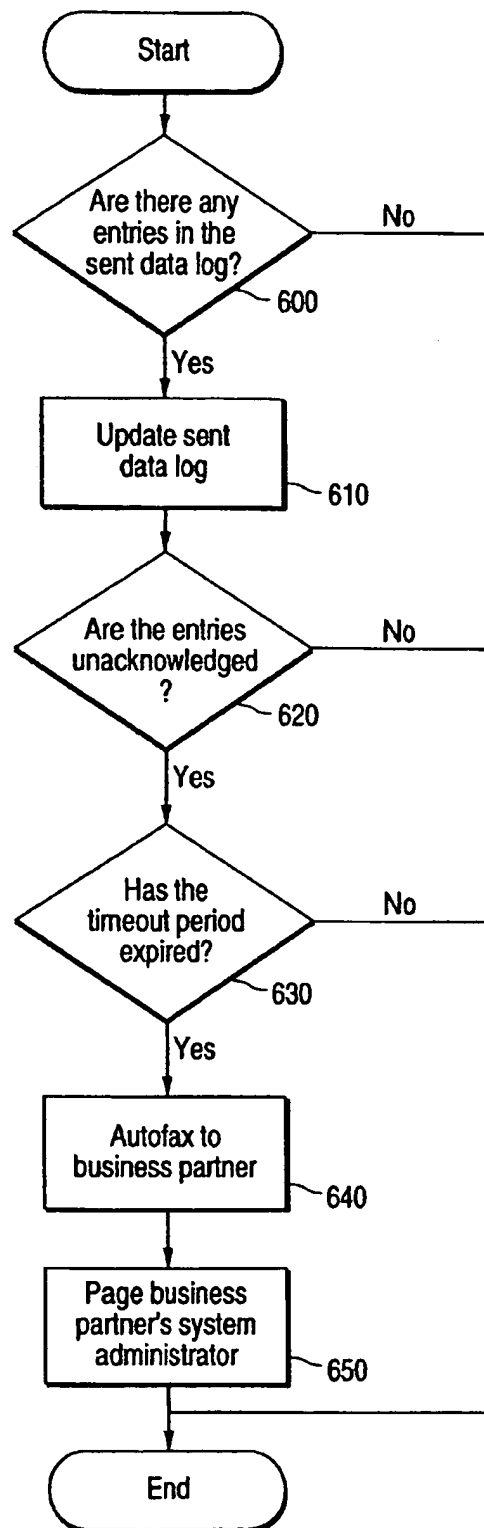 Start
Are there any
entries in the
sent data log?
No
600
Yes
Update sent
data log
610
Are the entries
unacknowledged
?
No
620
Yes
Has the
timeout period
expired?
No
630
Yes
Autofax to
business partner
640
Page business
partner's system
administrator
650
End